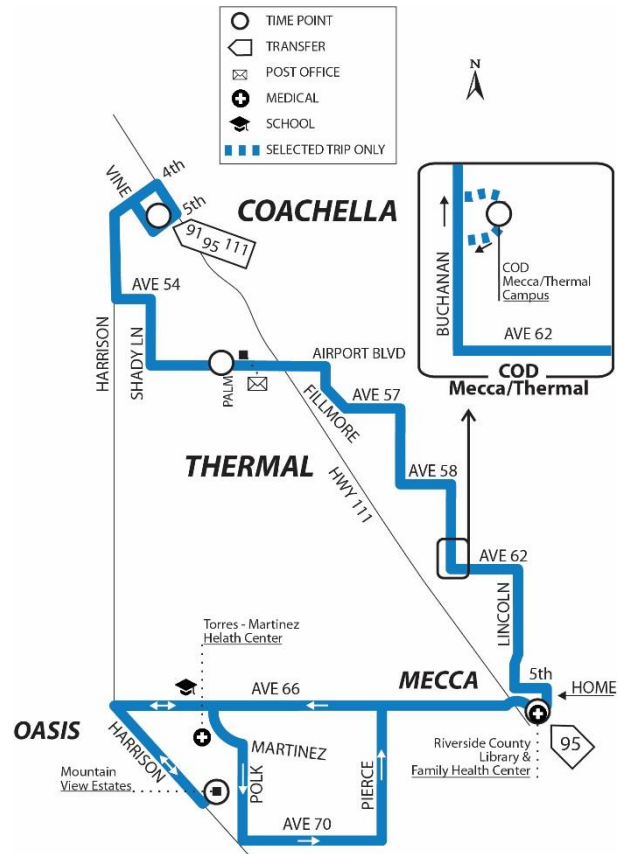 TIME POINT
TRANSFER
POST OFFICE
MEDICAL
SCHOOL
SELECTED TRIP ONLY
N
4th
VINE
5th
COACHELLA
91
95
111
AVE 54
HARRISON
SHADY LN
AIRPORT BLVD
PALM
FILLMORE
AVE 57
THERMAL
HWY 111
AVE 58
BUCHANAN
COD
Mecca/Thermal
Campus
AVE 62
COD
Mecca/Thermal
AVE 62
LINCOLN
Torres - Martinez
Helath Center
5th
HOME
AVE 66
MECCA
OASIS
HARRISON
MARTINEZ
POLK
PIERCE
95
Riverside County
Library &
Family Health Center
Mountain
View Estates
AVE 70